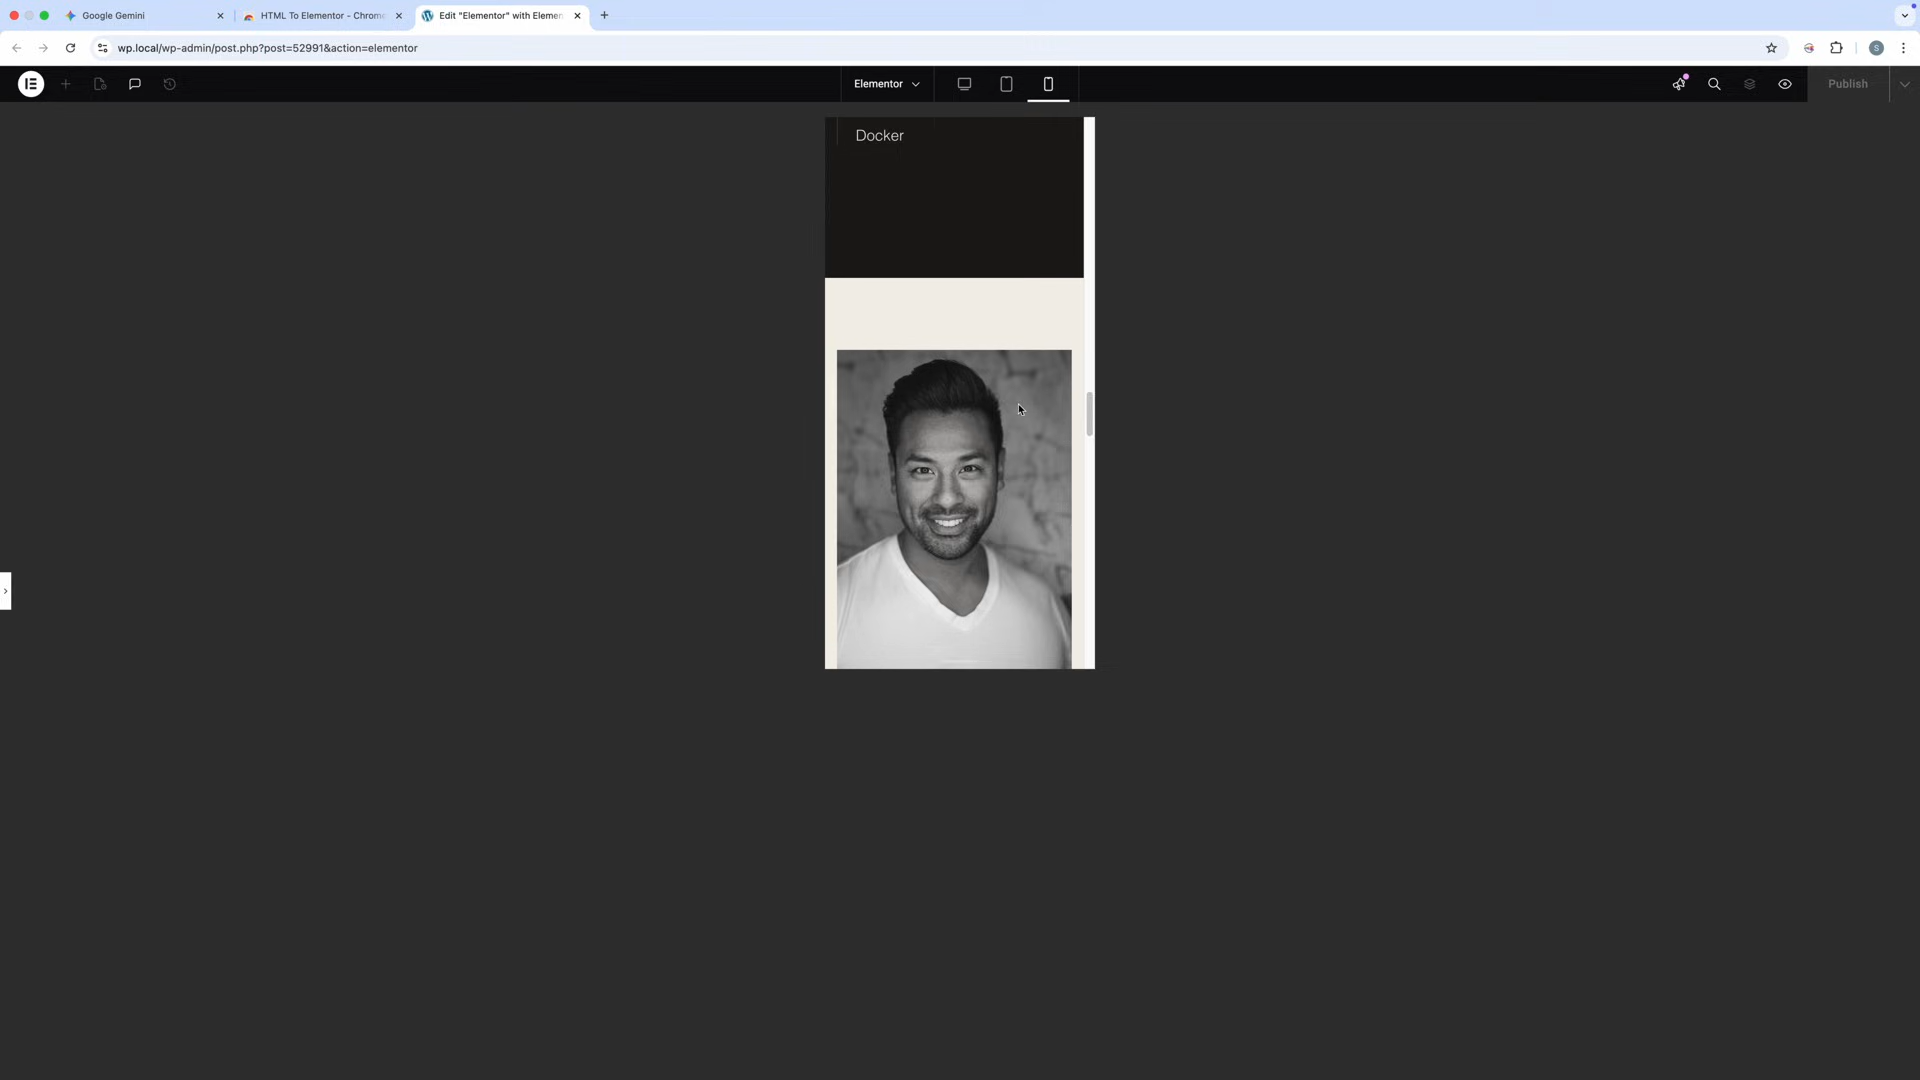 Google Gemini
HTML To Elementor - Chrome
Edit "Elementor" with Elemen
wp.local/wp-admin/post.php?post=52991&action=elementor
S
Elementor
Publish
Docker